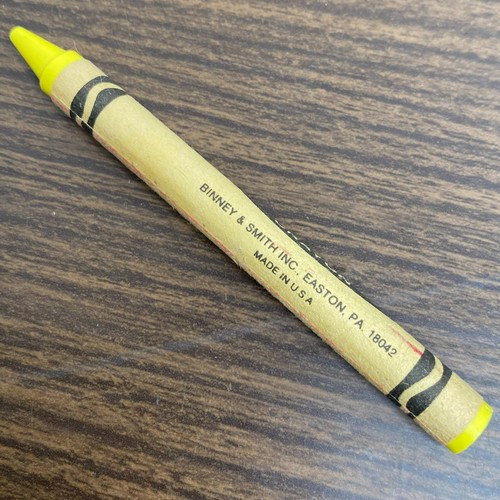 BINNEY & SMITH INC., EASTON, PA. 18042
MADE IN U S A